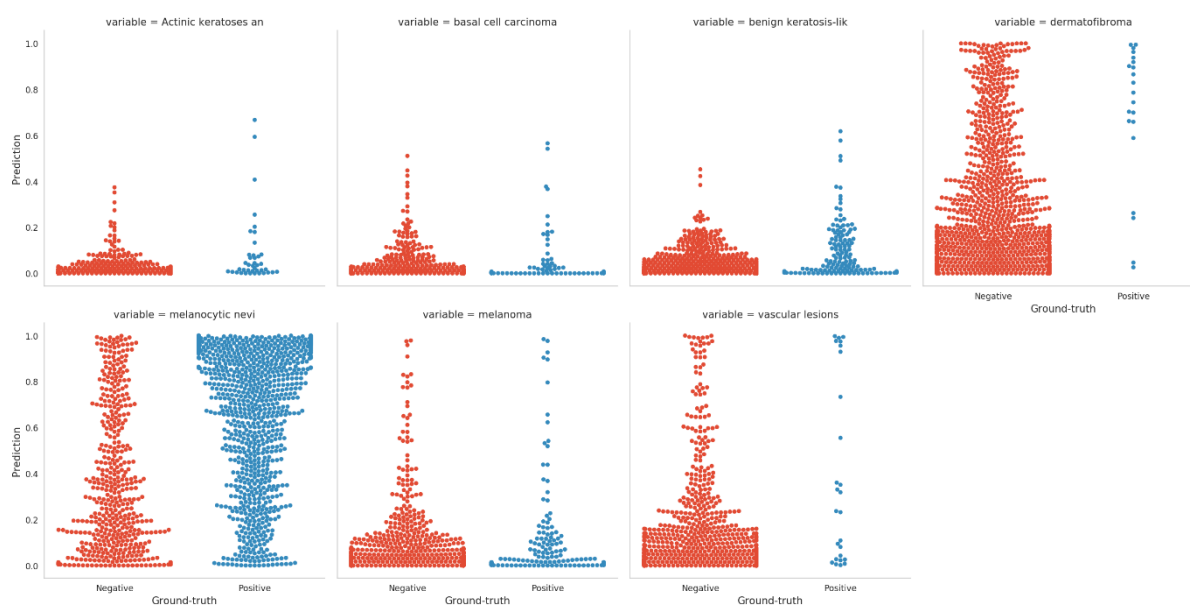 variable = Actinic keratoses an
variable = basal cell carcinoma
variable = benign keratosis-lik
variable = dermatofibroma
1.0
0.8
0.6
0.4
0.2
0.0
Prediction
Negative
Positive
Ground-truth
variable = melanocytic nevi
variable = melanoma
variable = vascular lesions
1.0
0.8
0.6
0.4
0.2
0.0
Prediction
Negative
Positive
Negative
Positive
Negative
Positive
Ground-truth
Ground-truth
Ground-truth